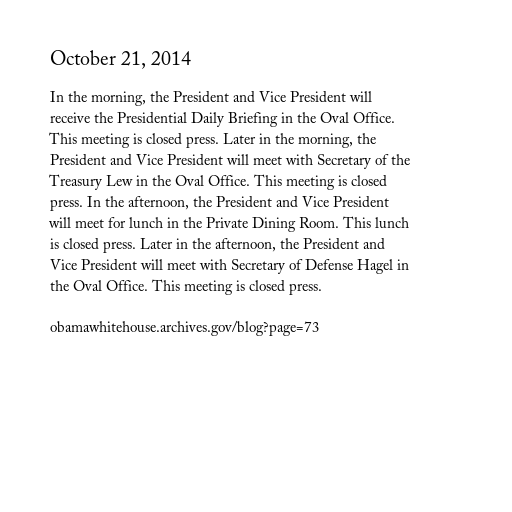 October 21, 2014
In the morning, the President and Vice President will
receive the Presidential Daily Briefing in the Oval Office.
This meeting is closed press. Later in the morning, the
President and Vice President will meet with Secretary of the
Treasury Lew in the Oval Office. This meeting is closed
press. In the afternoon, the President and Vice President
will meet for lunch in the Private Dining Room. This lunch
is closed press. Later in the afternoon, the President and
Vice President will meet with Secretary of Defense Hagel in
the Oval Office. This meeting is closed press.
obamawhitehouse.archives.gov/blog?page=73